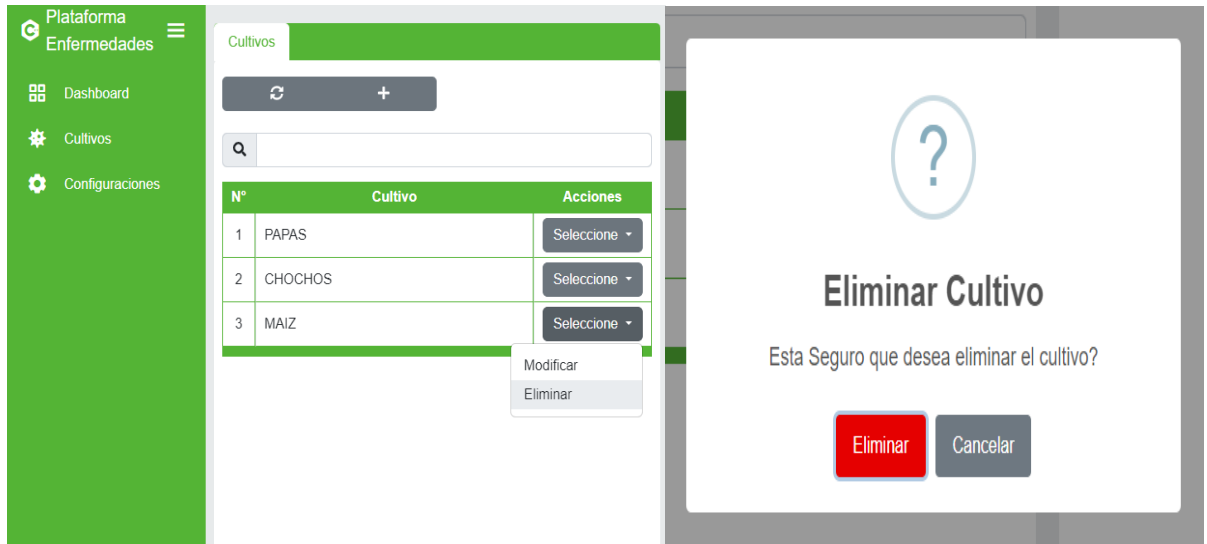 Plataforma
Enfermedades
Dashboard
Cultivos
Configuraciones
Cultivos
N° Cultivo Acciones
1 PAPAS Seleccione
2 CHOCHOS Seleccione
3 MAIZ Seleccione
Modificar
Eliminar
?
Eliminar Cultivo
Esta Seguro que desea eliminar el cultivo?
Eliminar Cancelar